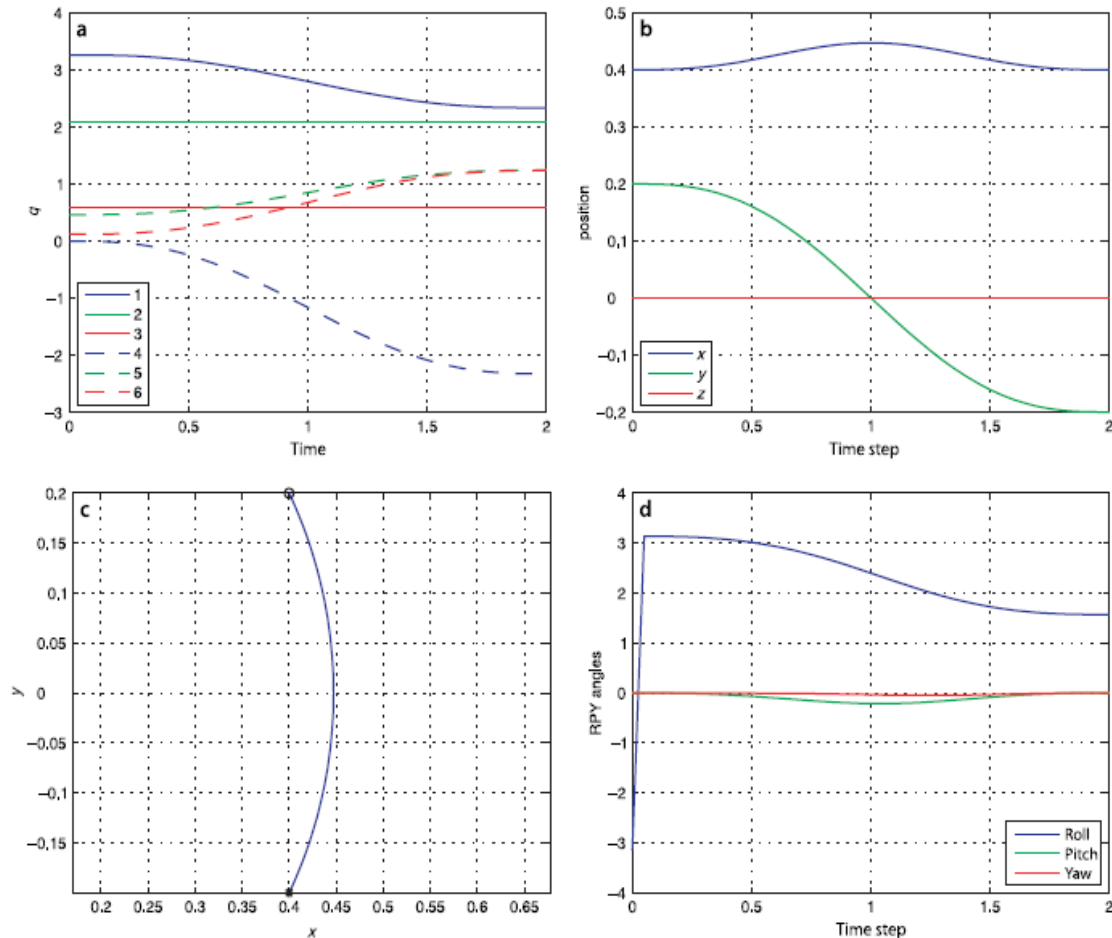 a
4
3
2
1
0
−1
−2
−3
q
1
2
3
4
5
6
0 0.5 1 1.5 2
Time
b
0.5
0.4
0.3
0.2
0,1
0
−0,1
−0,2
position
x
y
z
0 0.5 1 1.5 2
Time step
c
0.2
0.15
0.1
0.05
0
−0.05
−0.1
−0.15
y
0.2 0.25 0.3 0.35 0.4 0.45 0.5 0.55 0.6 0.65
x
d
4
3
2
1
0
−1
−2
−3
−4
RPY angles
Roll
Pitch
Yaw
0 0.5 1 1.5 2
Time step